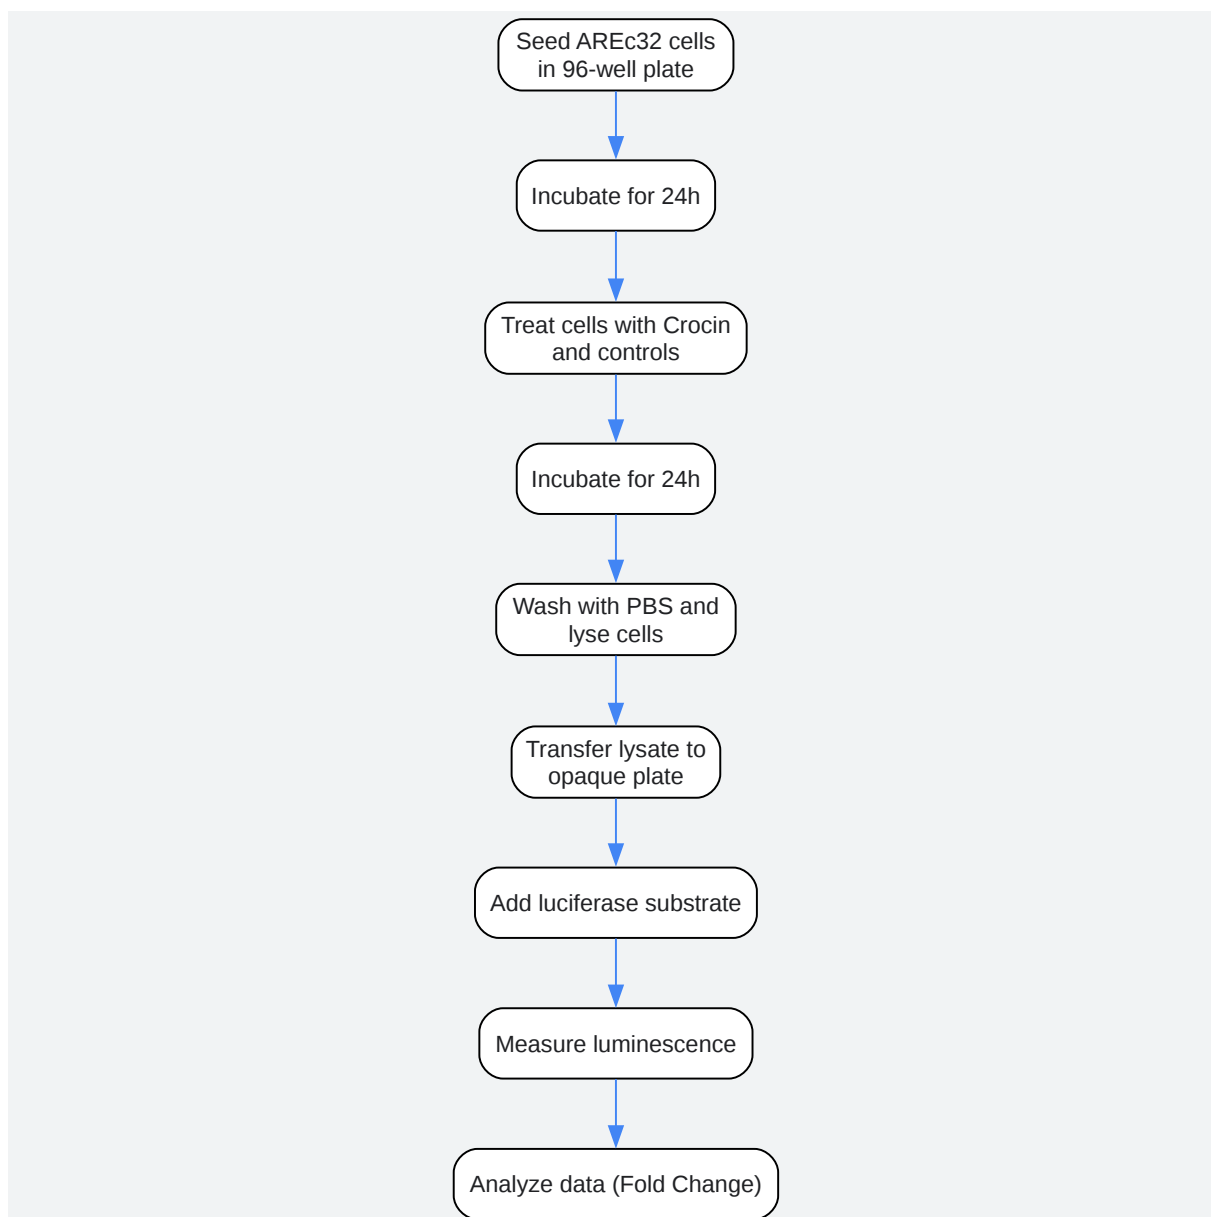 Seed AREc32 cells
in 96-well plate
Incubate for 24h
Treat cells with Crocin
and controls
Incubate for 24h
Wash with PBS and
lyse cells
Transfer lysate to
opaque plate
Add luciferase substrate
Measure luminescence
Analyze data (Fold Change)